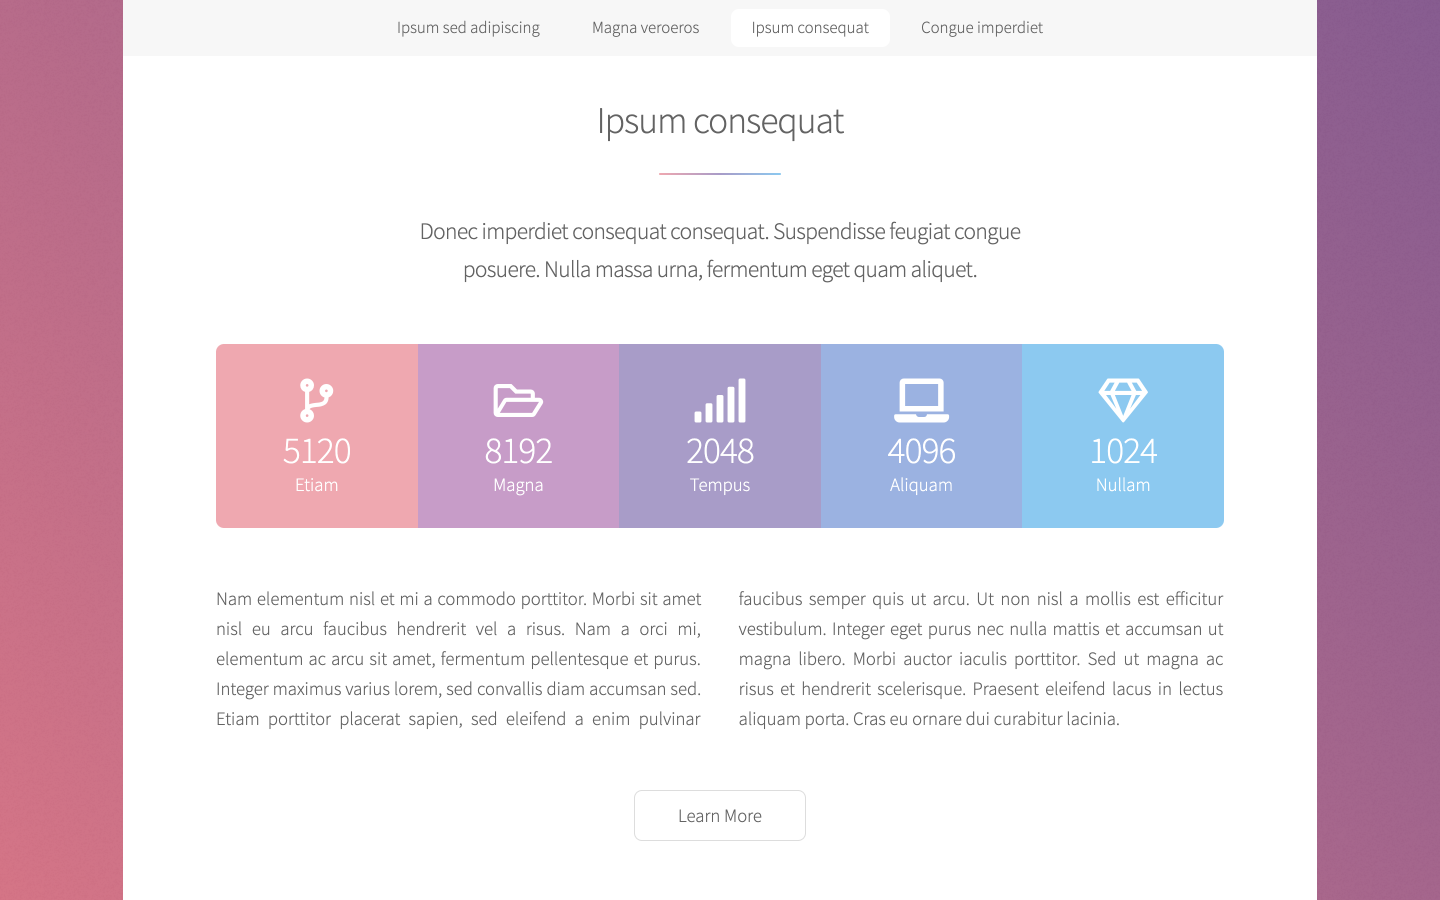 Ipsum sed adipiscing
Magna veroeros
Ipsum consequat
Congue imperdiet
Ipsum consequat
Donec imperdiet consequat consequat. Suspendisse feugiat congue
posuere. Nulla massa urna, fermentum eget quam aliquet.
5120
Etiam
8192
Magna
2048
Tempus
4096
Aliquam
1024
Nullam
Nam elementum nisl et mi a commodo porttitor. Morbi sit amet
nisl eu arcu faucibus hendrerit vel a risus. Nam a orci mi,
elementum ac arcu sit amet, fermentum pellentesque et purus.
Integer maximus varius lorem, sed convallis diam accumsan sed.
Etiam porttitor placerat sapien, sed eleifend a enim pulvinar
faucibus semper quis ut arcu. Ut non nisl a mollis est efficitur
vestibulum. Integer eget purus nec nulla mattis et accumsan ut
magna libero. Morbi auctor iaculis porttitor. Sed ut magna ac
risus et hendrerit scelerisque. Praesent eleifend lacus in lectus
aliquam porta. Cras eu ornare dui curabitur lacinia.
Learn More